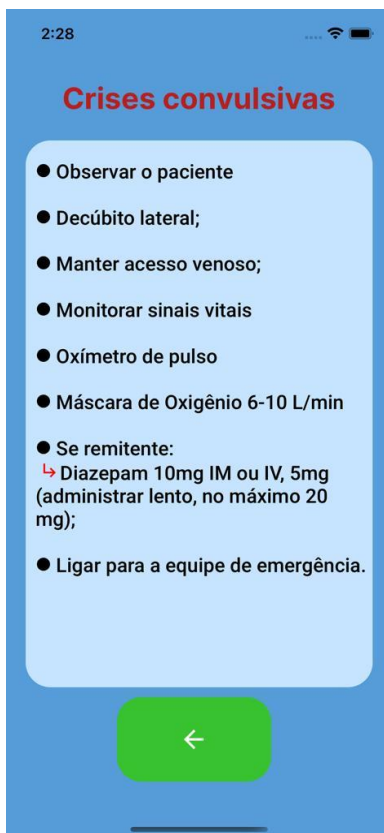 2:28
Crises convulsivas
● Observar o paciente
● Decúbito lateral;
● Manter acesso venoso;
● Monitorar sinais vitais
● Oxímetro de pulso
● Máscara de Oxigênio 6-10 L/min
● Se remitente:
↳ Diazepam 10mg IM ou IV, 5mg
(administrar lento, no máximo 20
mg);
● Ligar para a equipe de emergência.